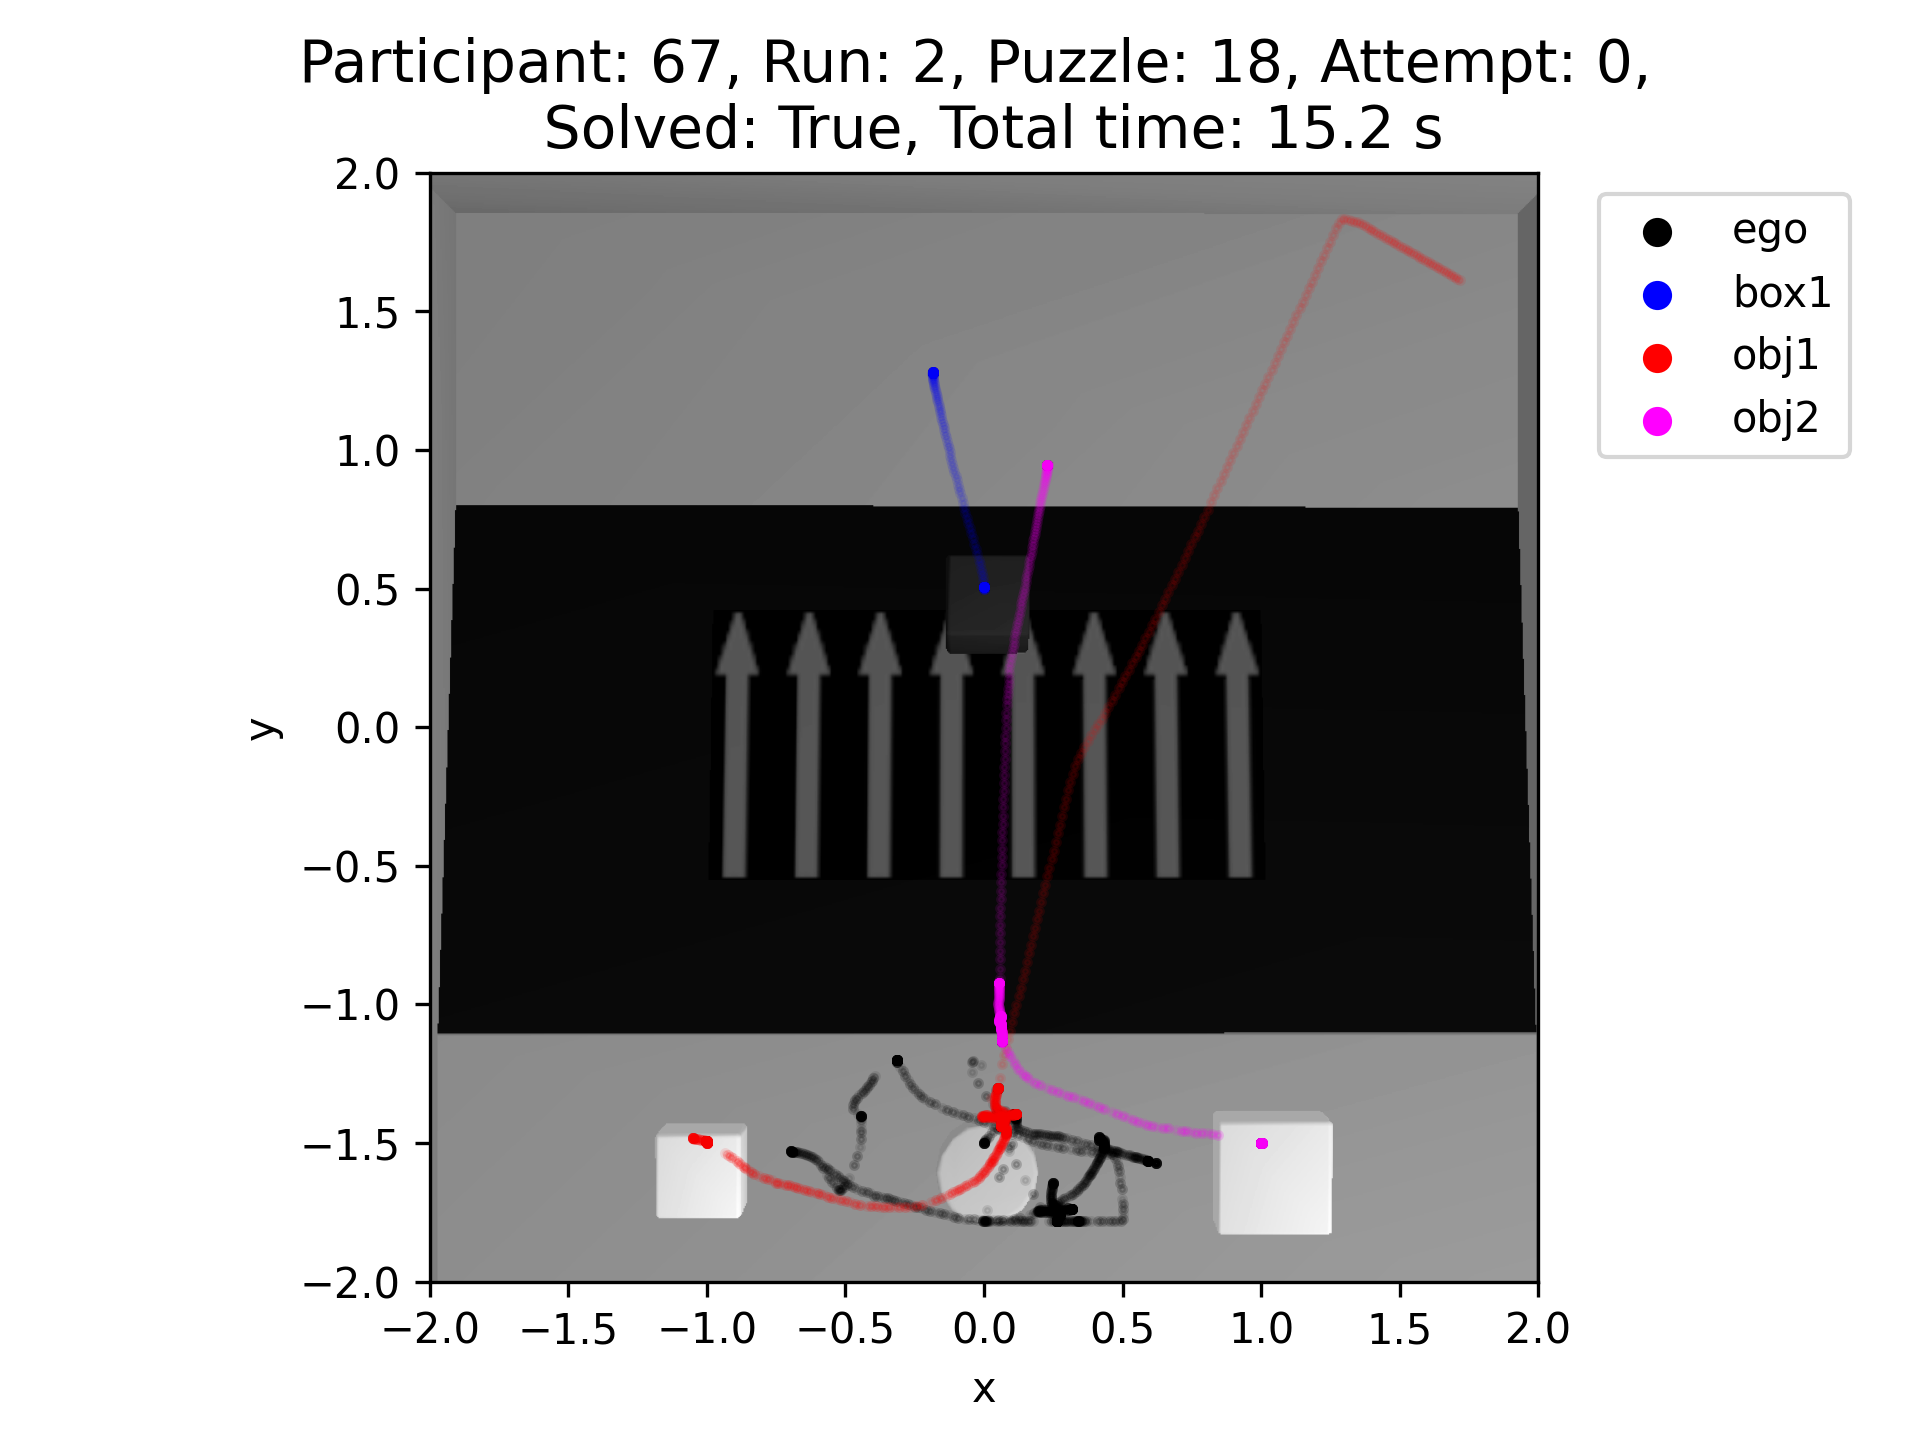 Participant: 67, Run: 2, Puzzle: 18, Attempt: 0,
Solved: True, Total time: 15.2 s
ego
box1
obj1
obj2
2.0
1.5
1.0
0.5
0.0
−0.5
−1.0
−1.5
−2.0
y
−2.0 −1.5 −1.0 −0.5 0.0 0.5 1.0 1.5 2.0
x